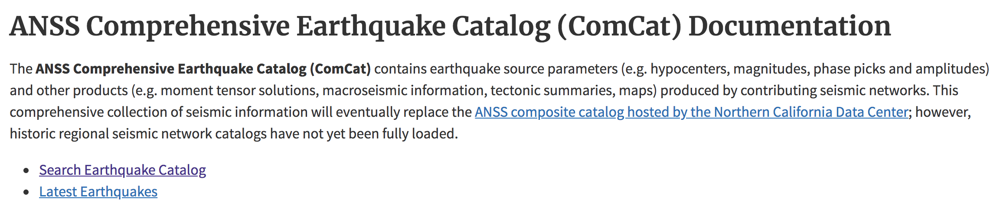 ANSS Comprehensive Earthquake Catalog (ComCat) Documentation
The ANSS Comprehensive Earthquake Catalog (ComCat) contains earthquake source parameters (e.g. hypocenters, magnitudes, phase picks and amplitudes)
and other products (e.g. moment tensor solutions, macroseismic information, tectonic summaries, maps) produced by contributing seismic networks. This
comprehensive collection of seismic information will eventually replace the ANSS composite catalog hosted by the Northern California Data Center; however,
historic regional seismic network catalogs have not yet been fully loaded.
• Search Earthquake Catalog
• Latest Earthquakes